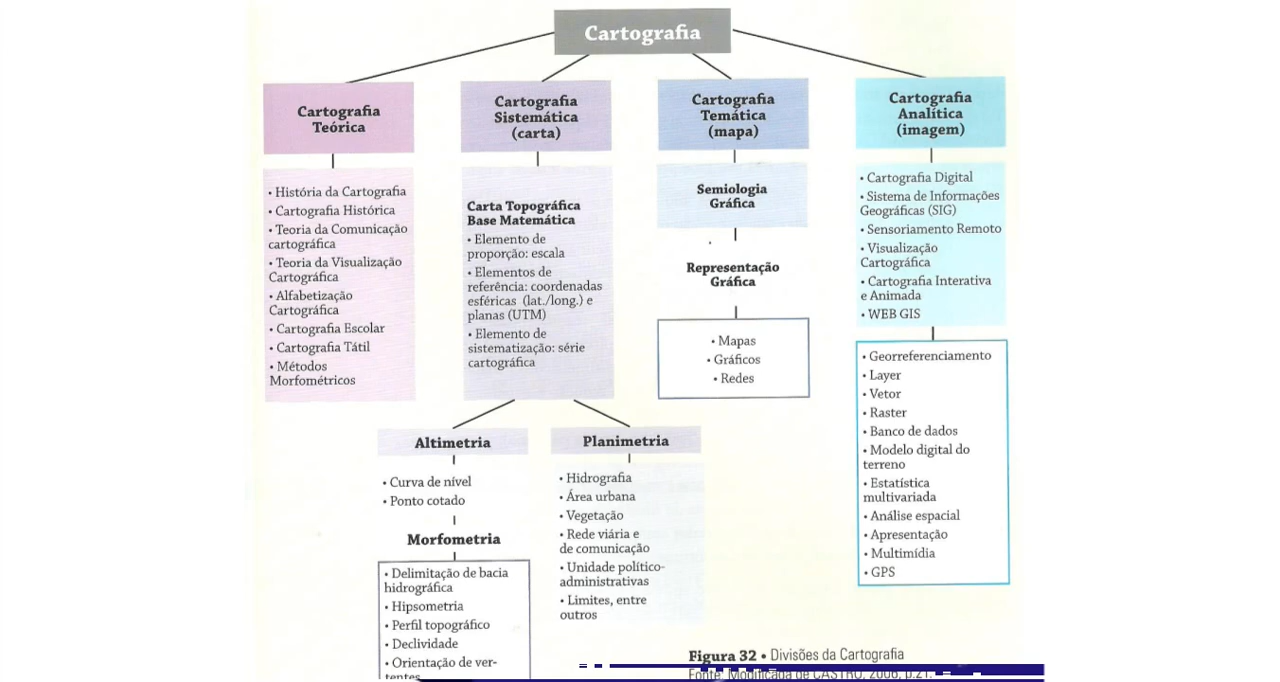 Cartografia
Cartografia
Teórica
• História da Cartografia
• Cartografia Histórica
• Teoria da Comunicação
cartográfica
• Teoria da Visualização
Cartográfica
• Alfabetização
Cartográfica
• Cartografia Escolar
• Cartografia Tátil
• Métodos
Morfométricos
Cartografia
Sistemática
(carta)
Carta Topográfica
Base Matemática
• Elemento de
proporção: escala
• Elementos de
referência: coordenadas
esféricas (lat./long.) e
planas (UTM)
• Elemento de
sistematização: série
cartográfica
Altimetria
• Curva de nível
• Ponto cotado
Morfometria
• Delimitação de bacia
hidrográfica
• Hipsometria
• Perfil topográfico
• Declividade
• Orientação de ver-
tentes
Planimetria
• Hidrografia
• Área urbana
• Vegetação
• Rede viária e
de comunicação
• Unidade político-
administrativas
• Limites, entre
outros
Cartografia
Temática
(mapa)
Semiologia
Gráfica
Representação
Gráfica
• Mapas
• Gráficos
• Redes
Cartografia
Analítica
(imagem)
• Cartografia Digital
• Sistema de Informações
Geográficas (SIG)
• Sensoriamento Remoto
• Visualização
Cartográfica
• Cartografia Interativa
e Animada
• WEB GIS
• Georreferenciamento
• Layer
• Vetor
• Raster
• Banco de dados
• Modelo digital do
terreno
• Estatística
multivariada
• Análise espacial
• Apresentação
• Multimídia
• GPS
Figura 32 • Divisões da Cartografia
Fonte: Modificada de CASTRO, 2006, p.21.